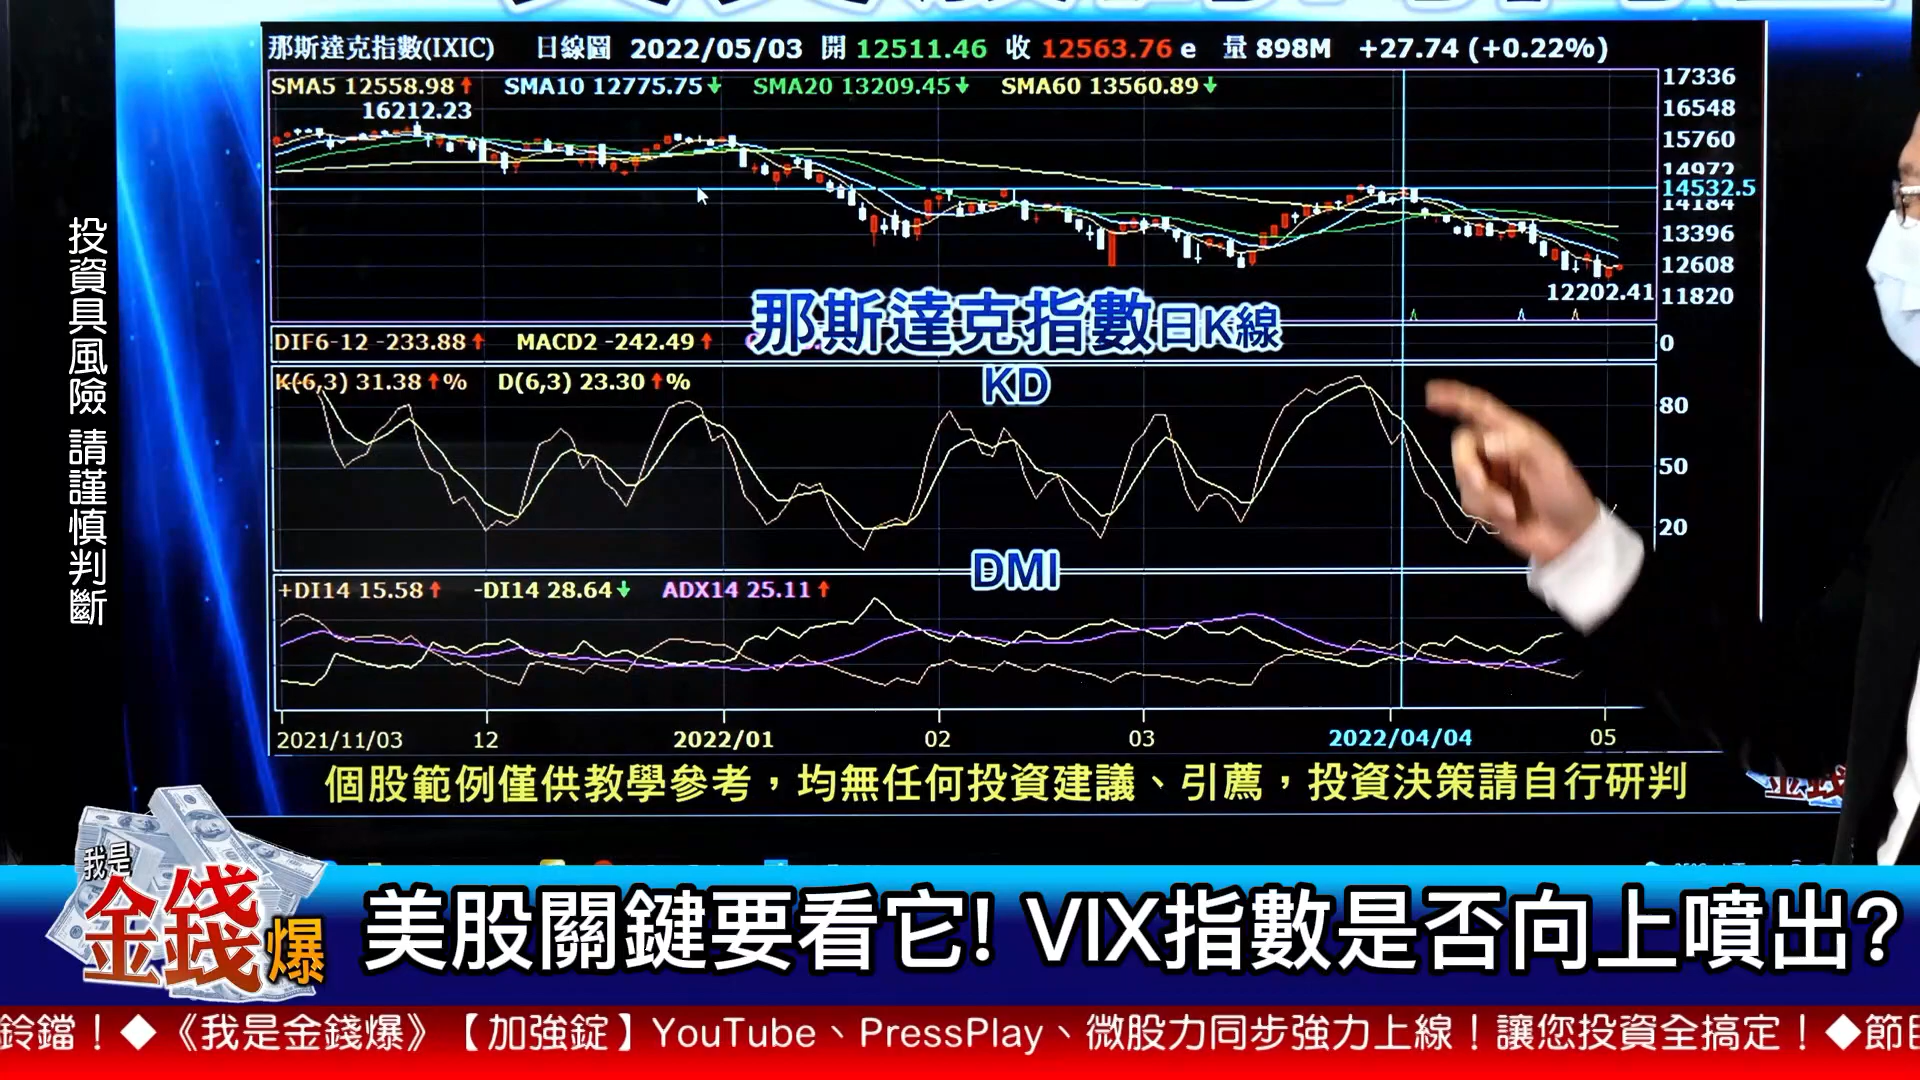 那斯達克指數(IXIC) 日線圖 2022/05/03 開 12511.46 收 12563.76 e 量 898M +27.74 (+0.22%)
SMA5 12558.98↑ SMA10 12775.75↓ SMA20 13209.45↓ SMA60 13560.89↓
16212.23
17336
16548
15760
14972
14532.5
14184
13396
12608
12202.41
11820
那斯達克指數日K線
DIF6-12 -233.88↑ MACD2 -242.49↑
0
KD
K(6,3) 31.38↑% D(6,3) 23.30↑%
80
50
20
DMI
+DI14 15.58↑ -DI14 28.64↓ ADX14 25.11↑
2021/11/03 12 2022/01 02 03 2022/04/04 05
個股範例僅供教學參考，均無任何投資建議、引薦，投資決策請自行研判
投資具風險 請謹慎判斷
我是
金錢爆
美股關鍵要看它! VIX指數是否向上噴出?
鈴鐺！◆《我是金錢爆》【加強錠】YouTube、PressPlay、微股力同步強力上線！讓您投資全搞定！◆節目